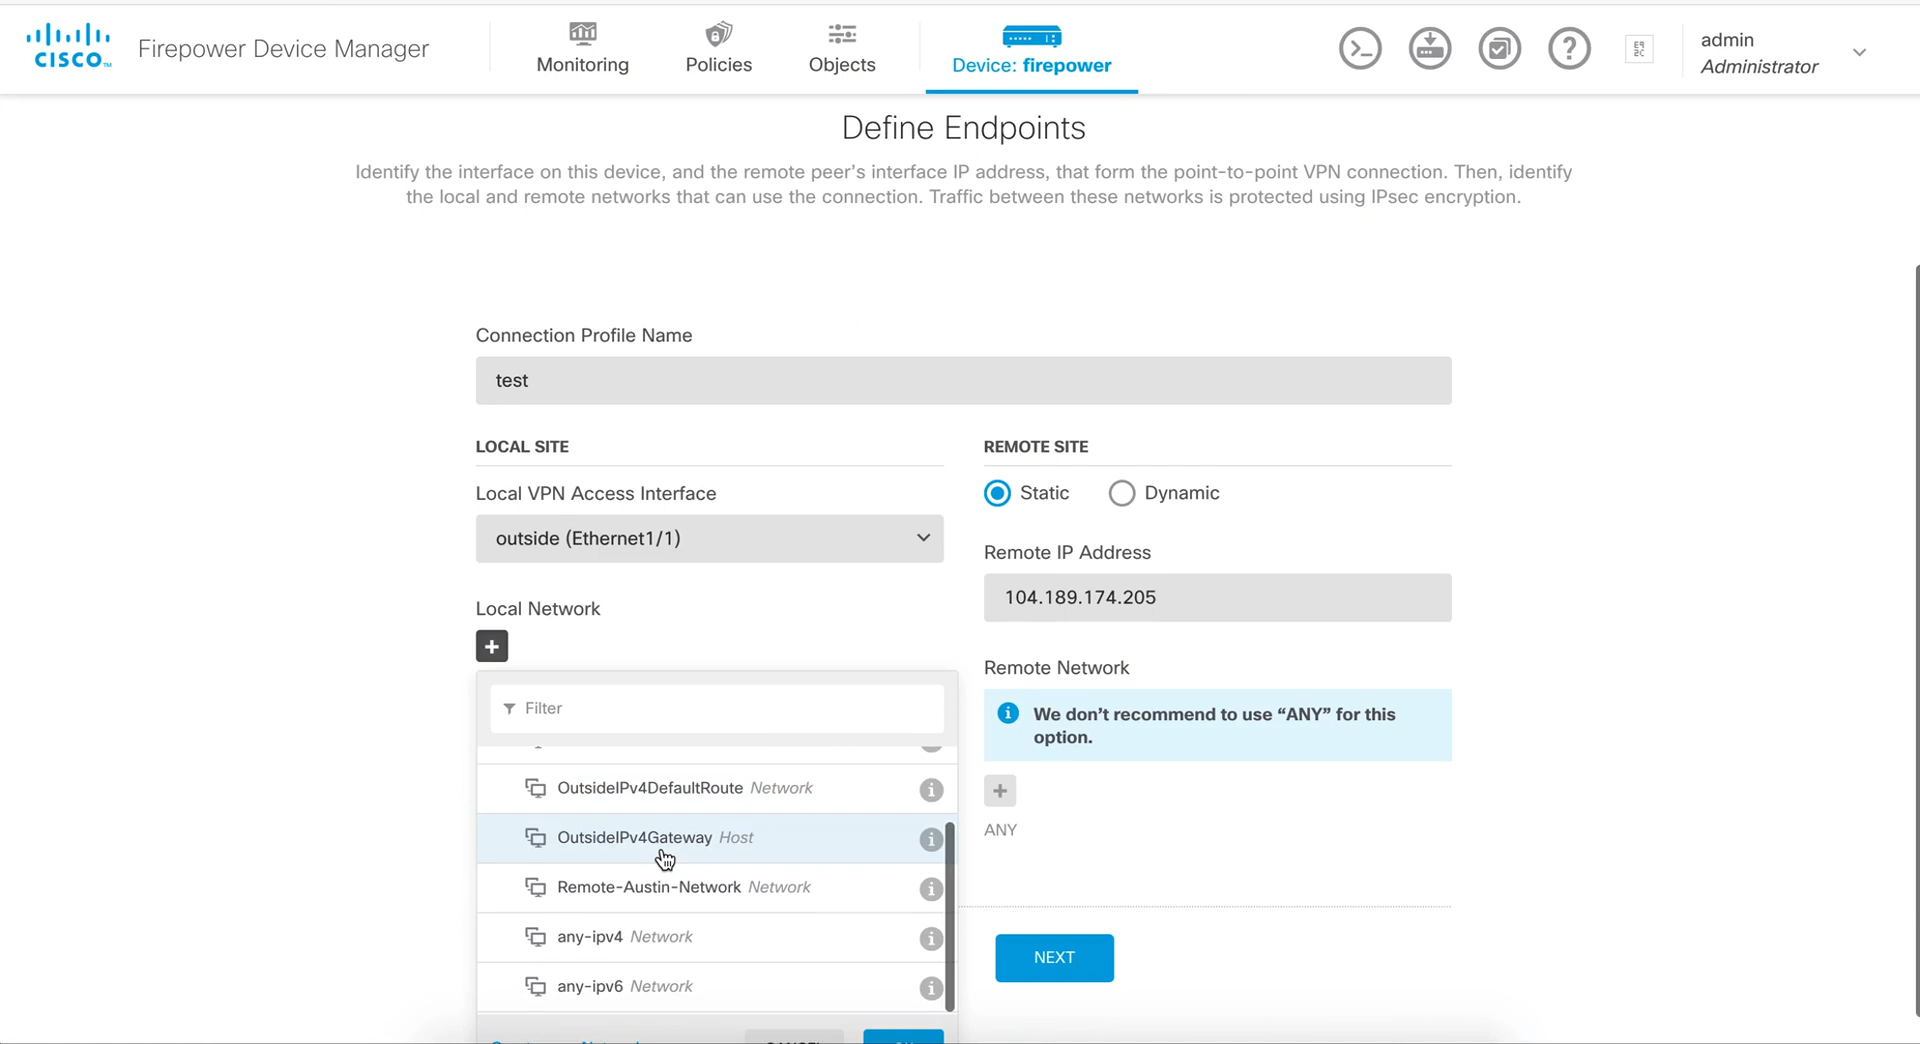 CISCO
Firepower Device Manager
Monitoring
Policies
Objects
Device: firepower
admin
Administrator
Define Endpoints
Identify the interface on this device, and the remote peer's interface IP address, that form the point-to-point VPN connection. Then, identify
the local and remote networks that can use the connection. Traffic between these networks is protected using IPsec encryption.
Connection Profile Name
test
LOCAL SITE
Local VPN Access Interface
outside (Ethernet1/1)
Local Network
Filter
OutsideIPv4DefaultRoute Network
OutsideIPv4Gateway Host
Remote-Austin-Network Network
any-ipv4 Network
any-ipv6 Network
REMOTE SITE
Static
Dynamic
Remote IP Address
104.189.174.205
Remote Network
We don't recommend to use “ANY” for this
option.
ANY
NEXT